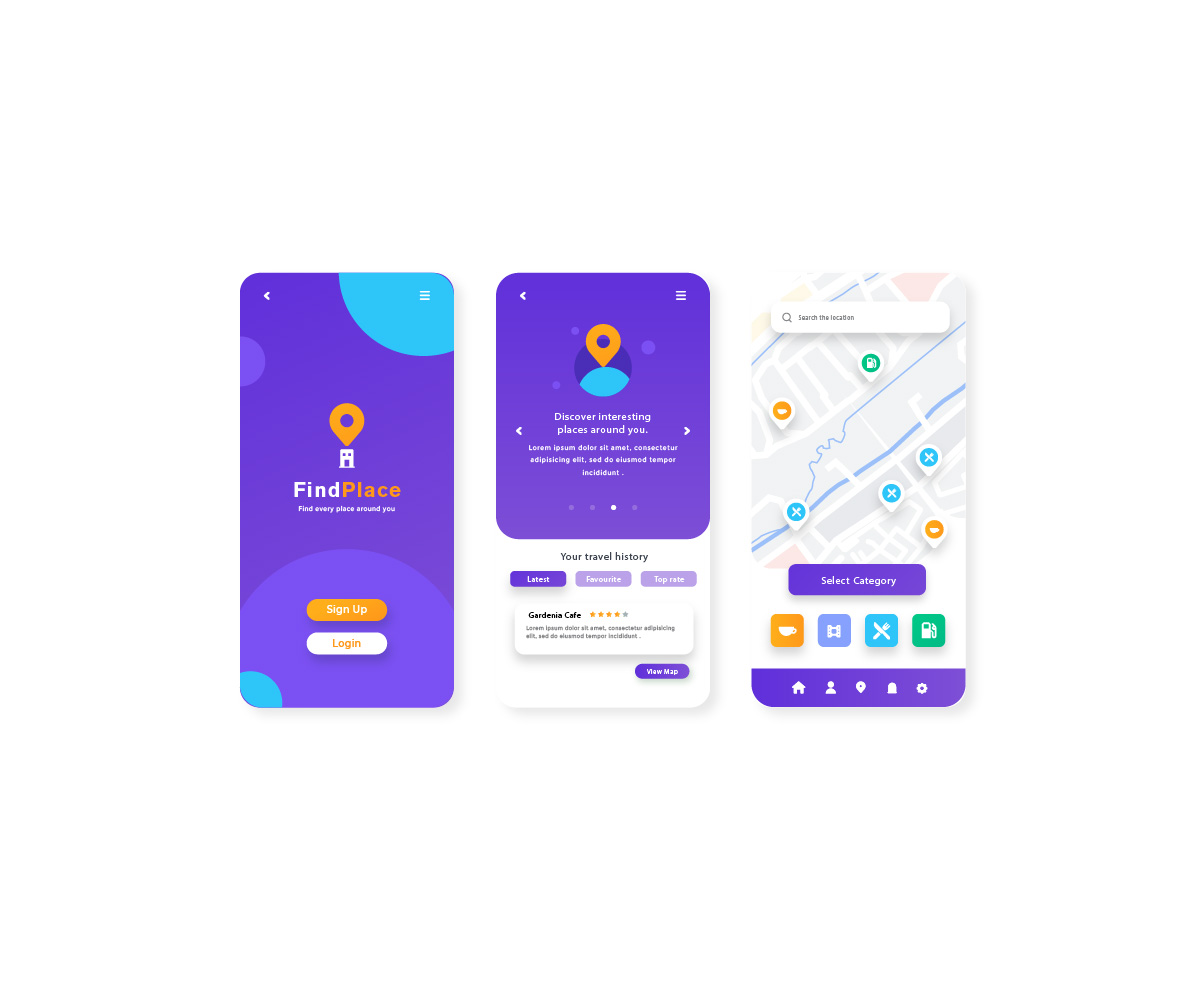 FindPlace
Find every place around you
Sign Up
Login
Discover interesting
places around you.
Lorem ipsum dolor sit amet, consectetur
adipisicing elit, sed do eiusmod tempor
incididunt .
Your travel history
Latest
Favourite
Top rate
Gardenia Cafe
Lorem ipsum dolor sit amet, consectetur adipisicing
elit, sed do eiusmod tempor incididunt .
View Map
Search the location
Select Category